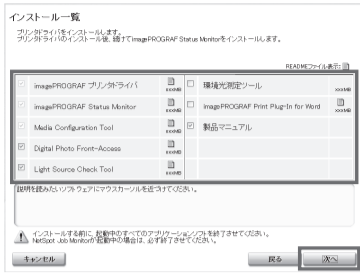 インストール一覧
プリンタドライバをインストールします。
プリンタドライバのインストール後、続けてimagePROGRAF Status Monitorをインストールします。
READMEファイル表示:
imagePROGRAF プリンタドライバ xxxMB
環境光測定ツール
imagePROGRAF Status Monitor xxxMB
imagePROGRAF Print Plug-In for Word xxxMB
Media Configuration Tool xxxMB
製品マニュアル
Digital Photo Front-Access xxxMB
Light Source Check Tool xxxMB
説明を読みたいソフトウェアにマウスカーソルを近づけてください。
インストールする前に、起動中のすべてのアプリケーションソフトを終了させてください。
NetSpot Job Monitorが起動中の場合は、必ず終了させてください。
キャンセル
戻る
次へ